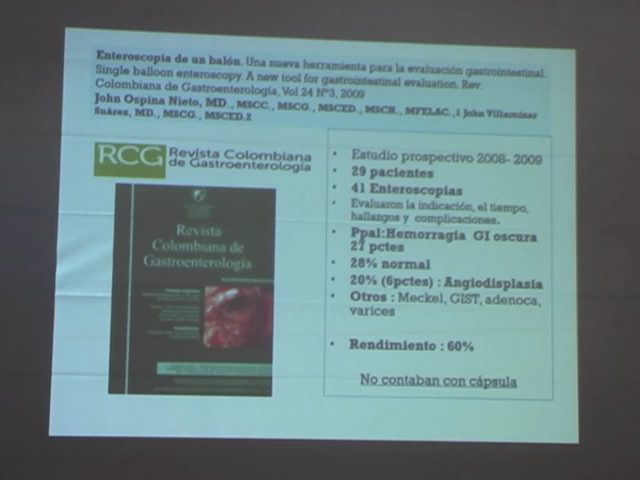 Enteroscopia de un balón. Una nueva herramienta para la evaluación gastrointestinal.
Single balloon enteroscopy. A new tool for gastrointestinal evaluation. Rev.
Colombiana de Gastroenterología, Vol 24 Nº3, 2009
John Ospina Nieto, MD., MSCC., MSCG., MSCED., MSCH., MFELAC.,1 John Villamizar
Suárez, MD., MSCG., MSCED.2
RCG Revista Colombiana
de Gastroenterología
Revista
Colombiana de
Gastroenterología
• Estudio prospectivo 2008- 2009
• 29 pacientes
• 41 Enteroscopias
• Evaluaron la indicación, el tiempo,
hallazgos y complicaciones.
• Ppal:Hemorragia GI oscura
27 pctes
• 28% normal
• 20% (6pctes) : Angiodisplasia
• Otros : Meckel, GIST, adenoca,
varices
• Rendimiento : 60%
No contaban con cápsula